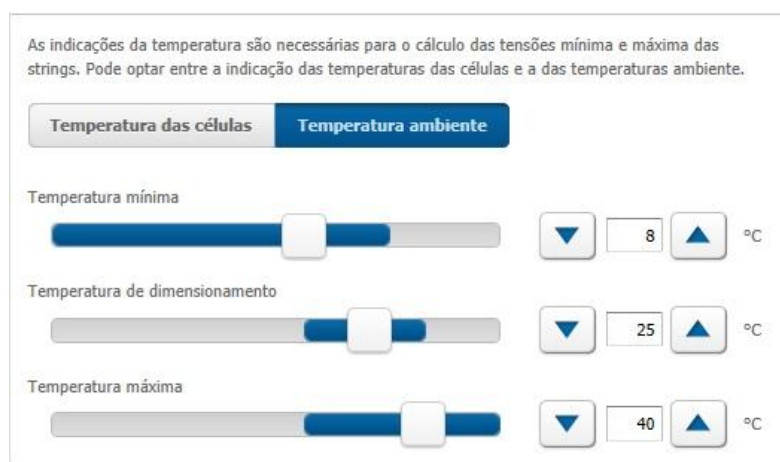 As indicações da temperatura são necessárias para o cálculo das tensões mínima e máxima das
strings. Pode optar entre a indicação das temperaturas das células e a das temperaturas ambiente.
Temperatura das células Temperatura ambiente
Temperatura mínima
8 °C
Temperatura de dimensionamento
25 °C
Temperatura máxima
40 °C